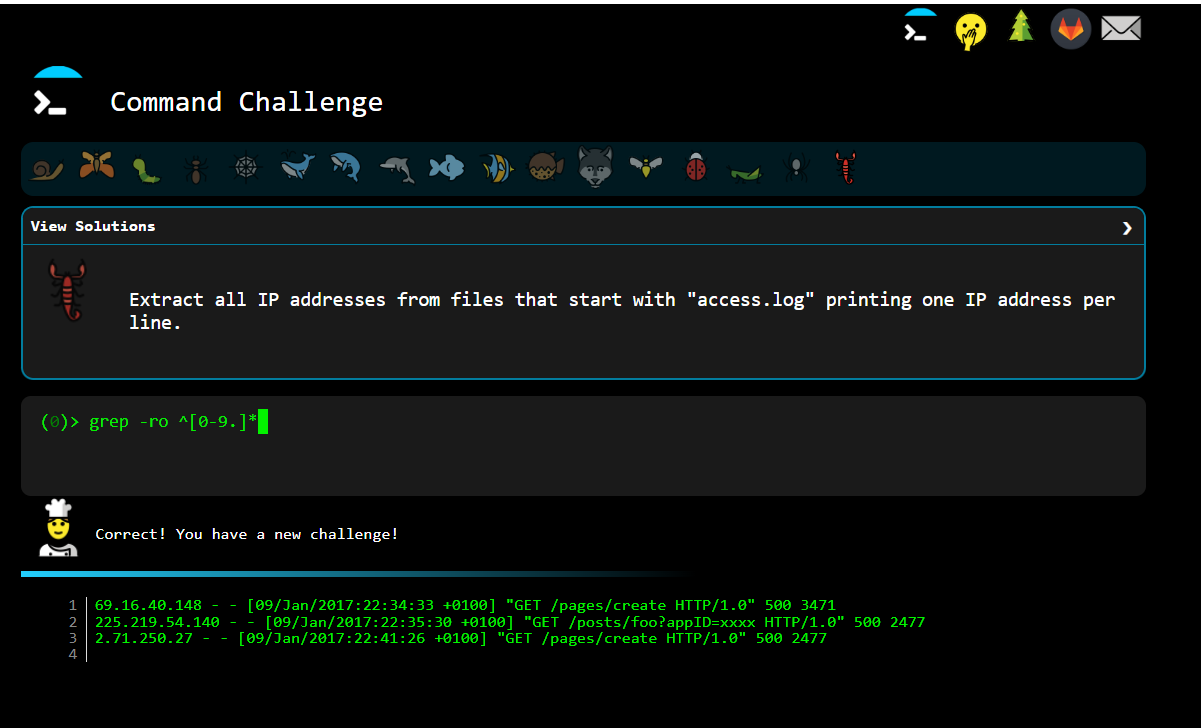 Command Challenge
View Solutions
Extract all IP addresses from files that start with "access.log" printing one IP address per
line.
(0)> grep -ro ^[0-9.]*
Correct! You have a new challenge!
1 69.16.40.148 - - [09/Jan/2017:22:34:33 +0100] "GET /pages/create HTTP/1.0" 500 3471
2 225.219.54.140 - - [09/Jan/2017:22:35:30 +0100] "GET /posts/foo?appID=xxxx HTTP/1.0" 500 2477
3 2.71.250.27 - - [09/Jan/2017:22:41:26 +0100] "GET /pages/create HTTP/1.0" 500 2477
4